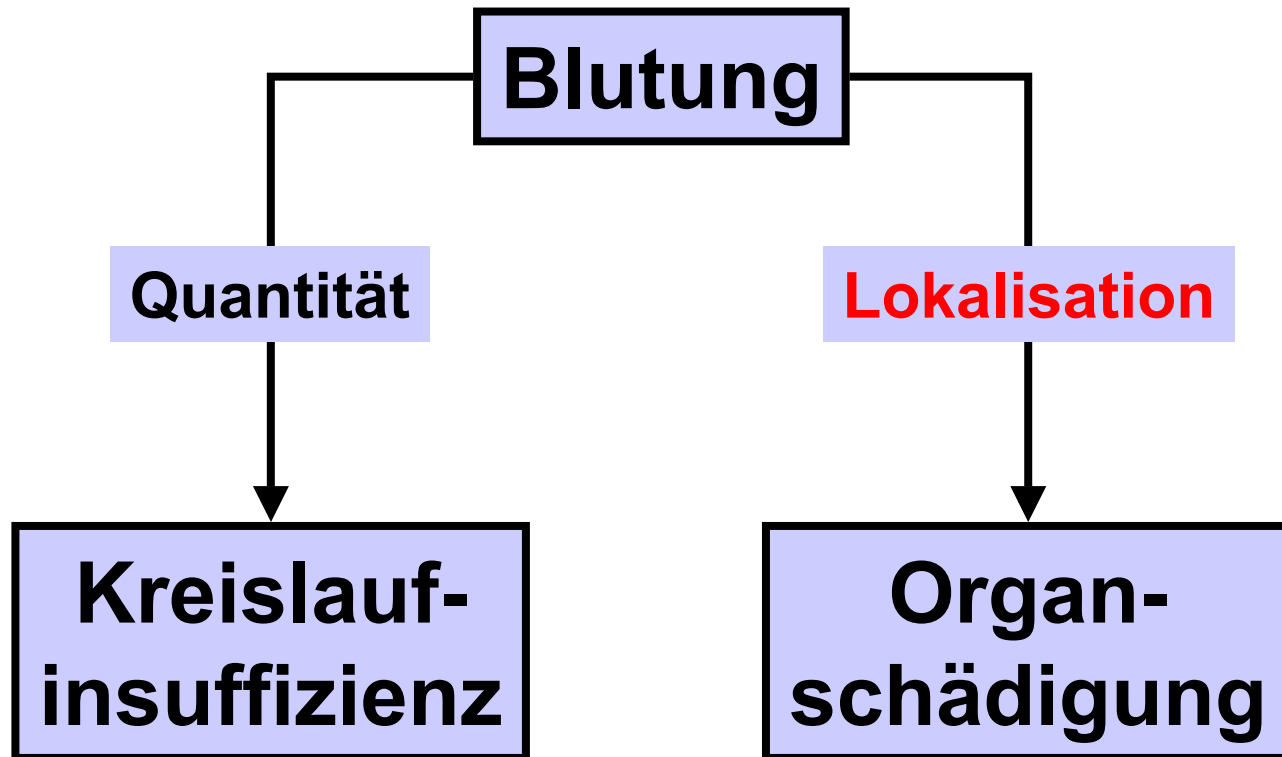 Blutung
Quantität
Lokalisation
Kreislauf-
insuffizienz
Organ-
schädigung